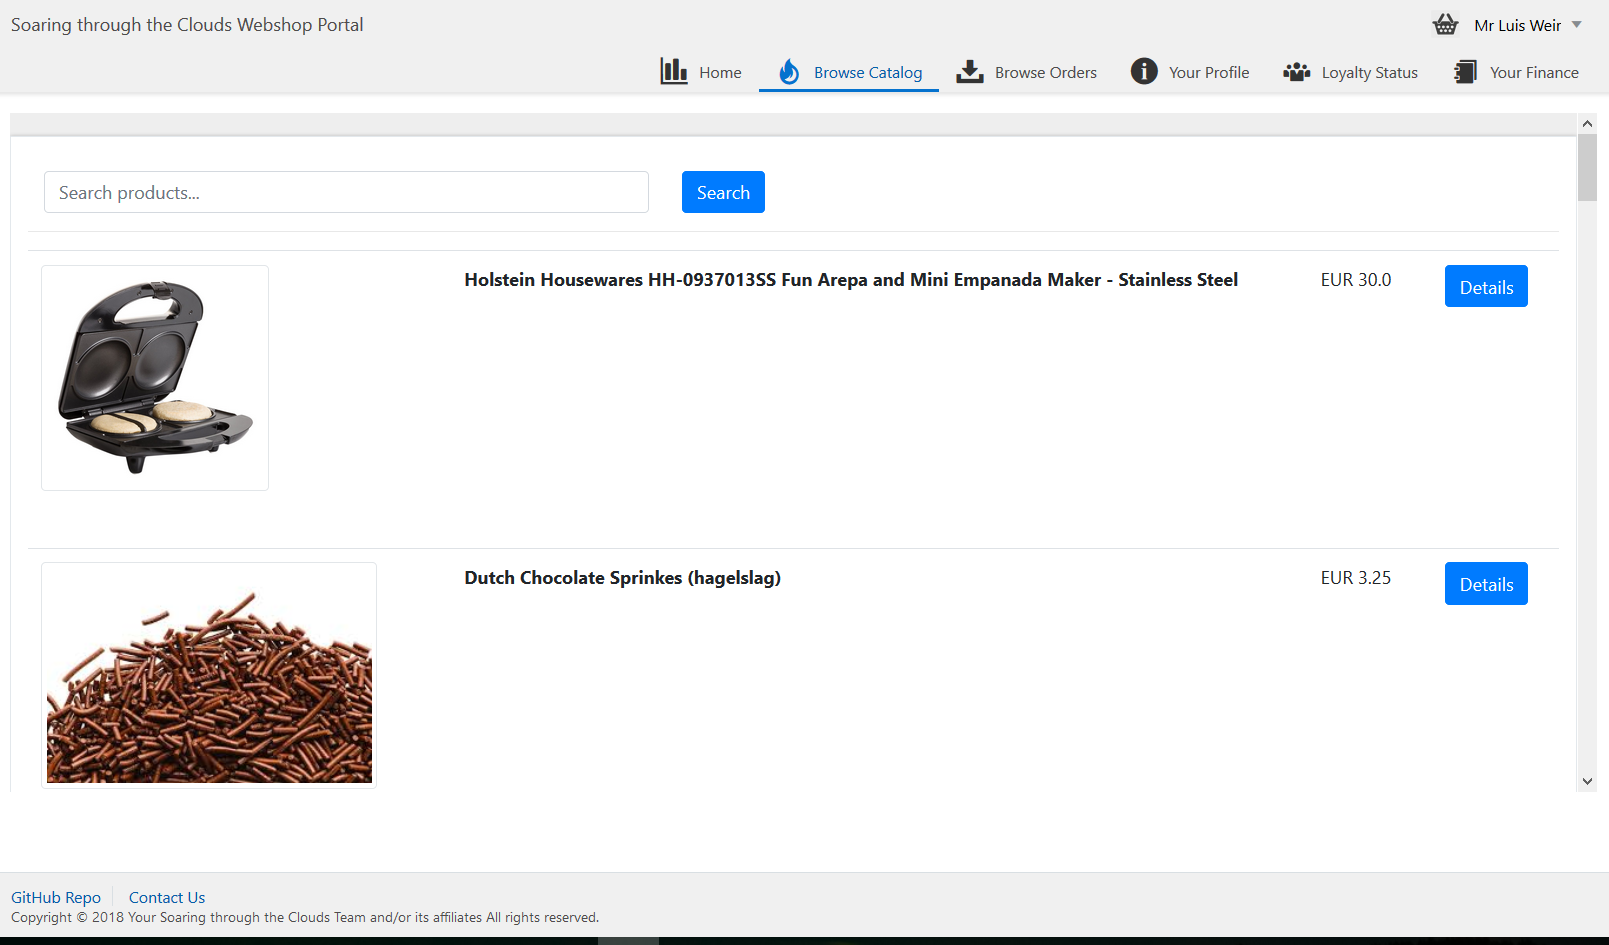 Soaring through the Clouds Webshop Portal
Mr Luis Weir
Home
Browse Catalog
Browse Orders
Your Profile
Loyalty Status
Your Finance
Search products...
Search
Holstein Housewares HH-0937013SS Fun Arepa and Mini Empanada Maker - Stainless Steel
EUR 30.0
Details
Dutch Chocolate Sprinkes (hagelslag)
EUR 3.25
Details
GitHub Repo
Contact Us
Copyright © 2018 Your Soaring through the Clouds Team and/or its affiliates All rights reserved.